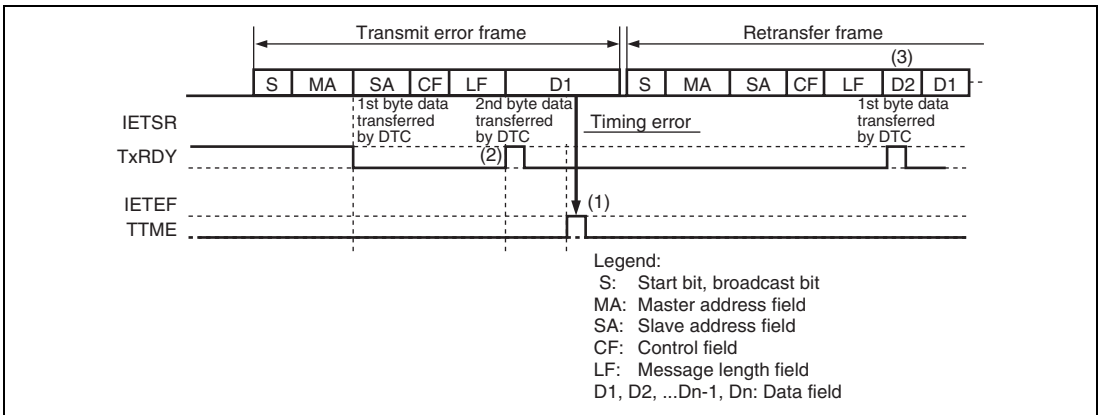 Transmit error frame
Retransfer frame
(3)
S MA SA CF LF D1 S MA SA CF LF D2 D1
1st byte data
transferred
by DTC
2nd byte data
transferred
by DTC
Timing error
1st byte data
transferred
by DTC
IETSR
TxRDY
(2)
IETEF
TTME
(1)
Legend:
S: Start bit, broadcast bit
MA: Master address field
SA: Slave address field
CF: Control field
LF: Message length field
D1, D2, ...Dn-1, Dn: Data field